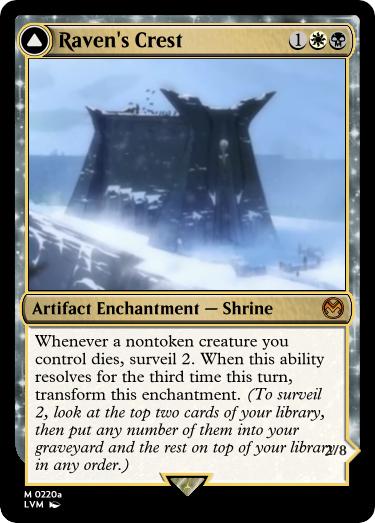 Raven's Crest 1
Artifact Enchantment — Shrine
Whenever a nontoken creature you
control dies, surveil 2. When this ability
resolves for the third time this turn,
transform this enchantment. (To surveil
2, look at the top two cards of your library,
then put any number of them into your
graveyard and the rest on top of your library
in any order.)
2/8
M 0220a
LVM